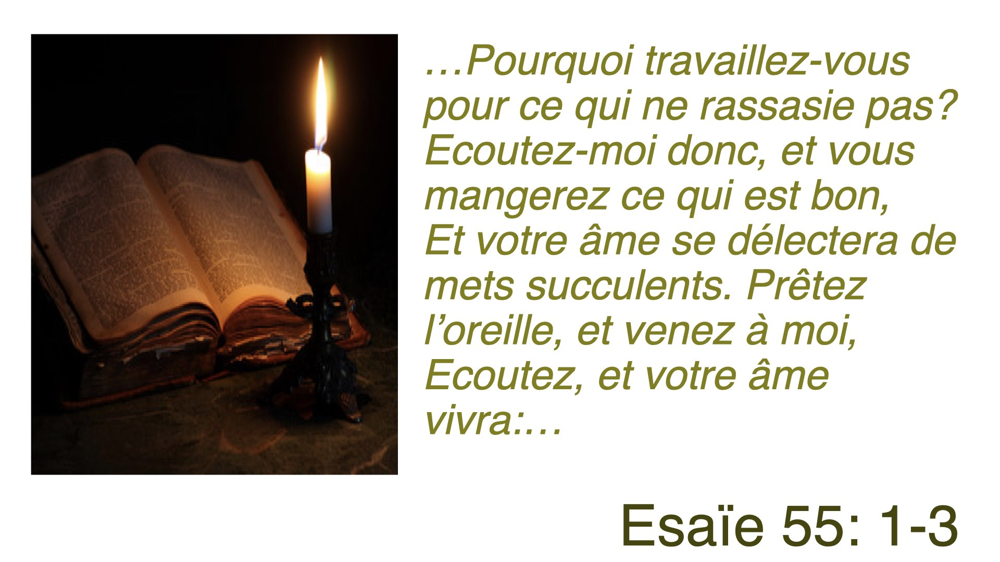 …Pourquoi travaillez-vous
pour ce qui ne rassasie pas?
Ecoutez-moi donc, et vous
mangerez ce qui est bon,
Et votre âme se délectera de
mets succulents. Prêtez
l’oreille, et venez à moi,
Ecoutez, et votre âme
vivra:…
Esaïe 55: 1-3